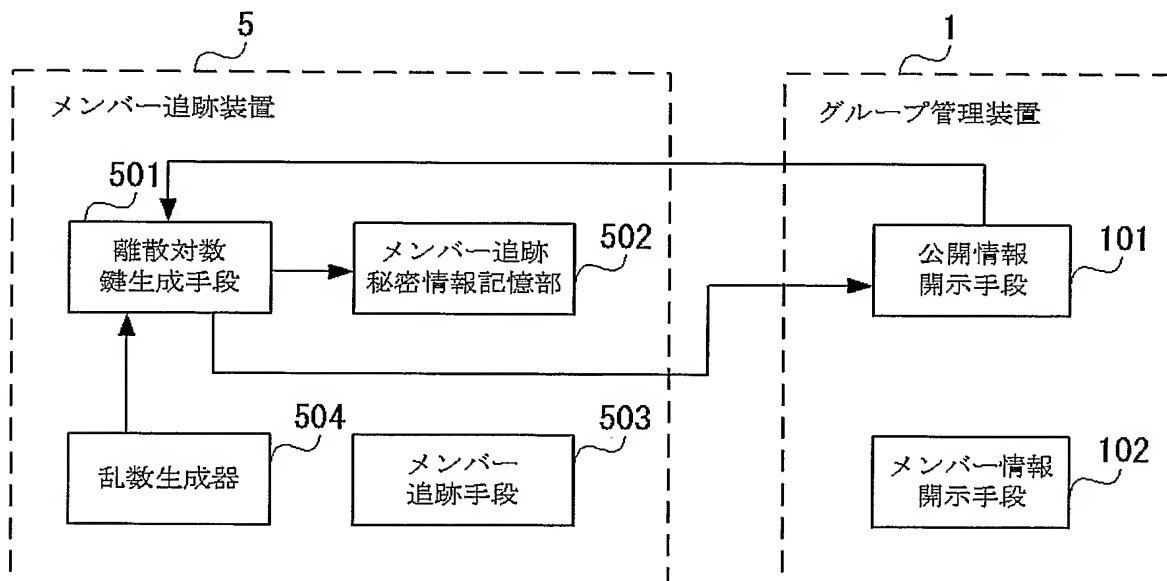 5
1
メンバー追跡装置
グループ管理装置
501
離散対数
鍵生成手段
メンバー追跡
秘密情報記憶部
502
公開情報
開示手段
101
504
乱数生成器
503
メンバー
追跡手段
102
メンバー情報
開示手段